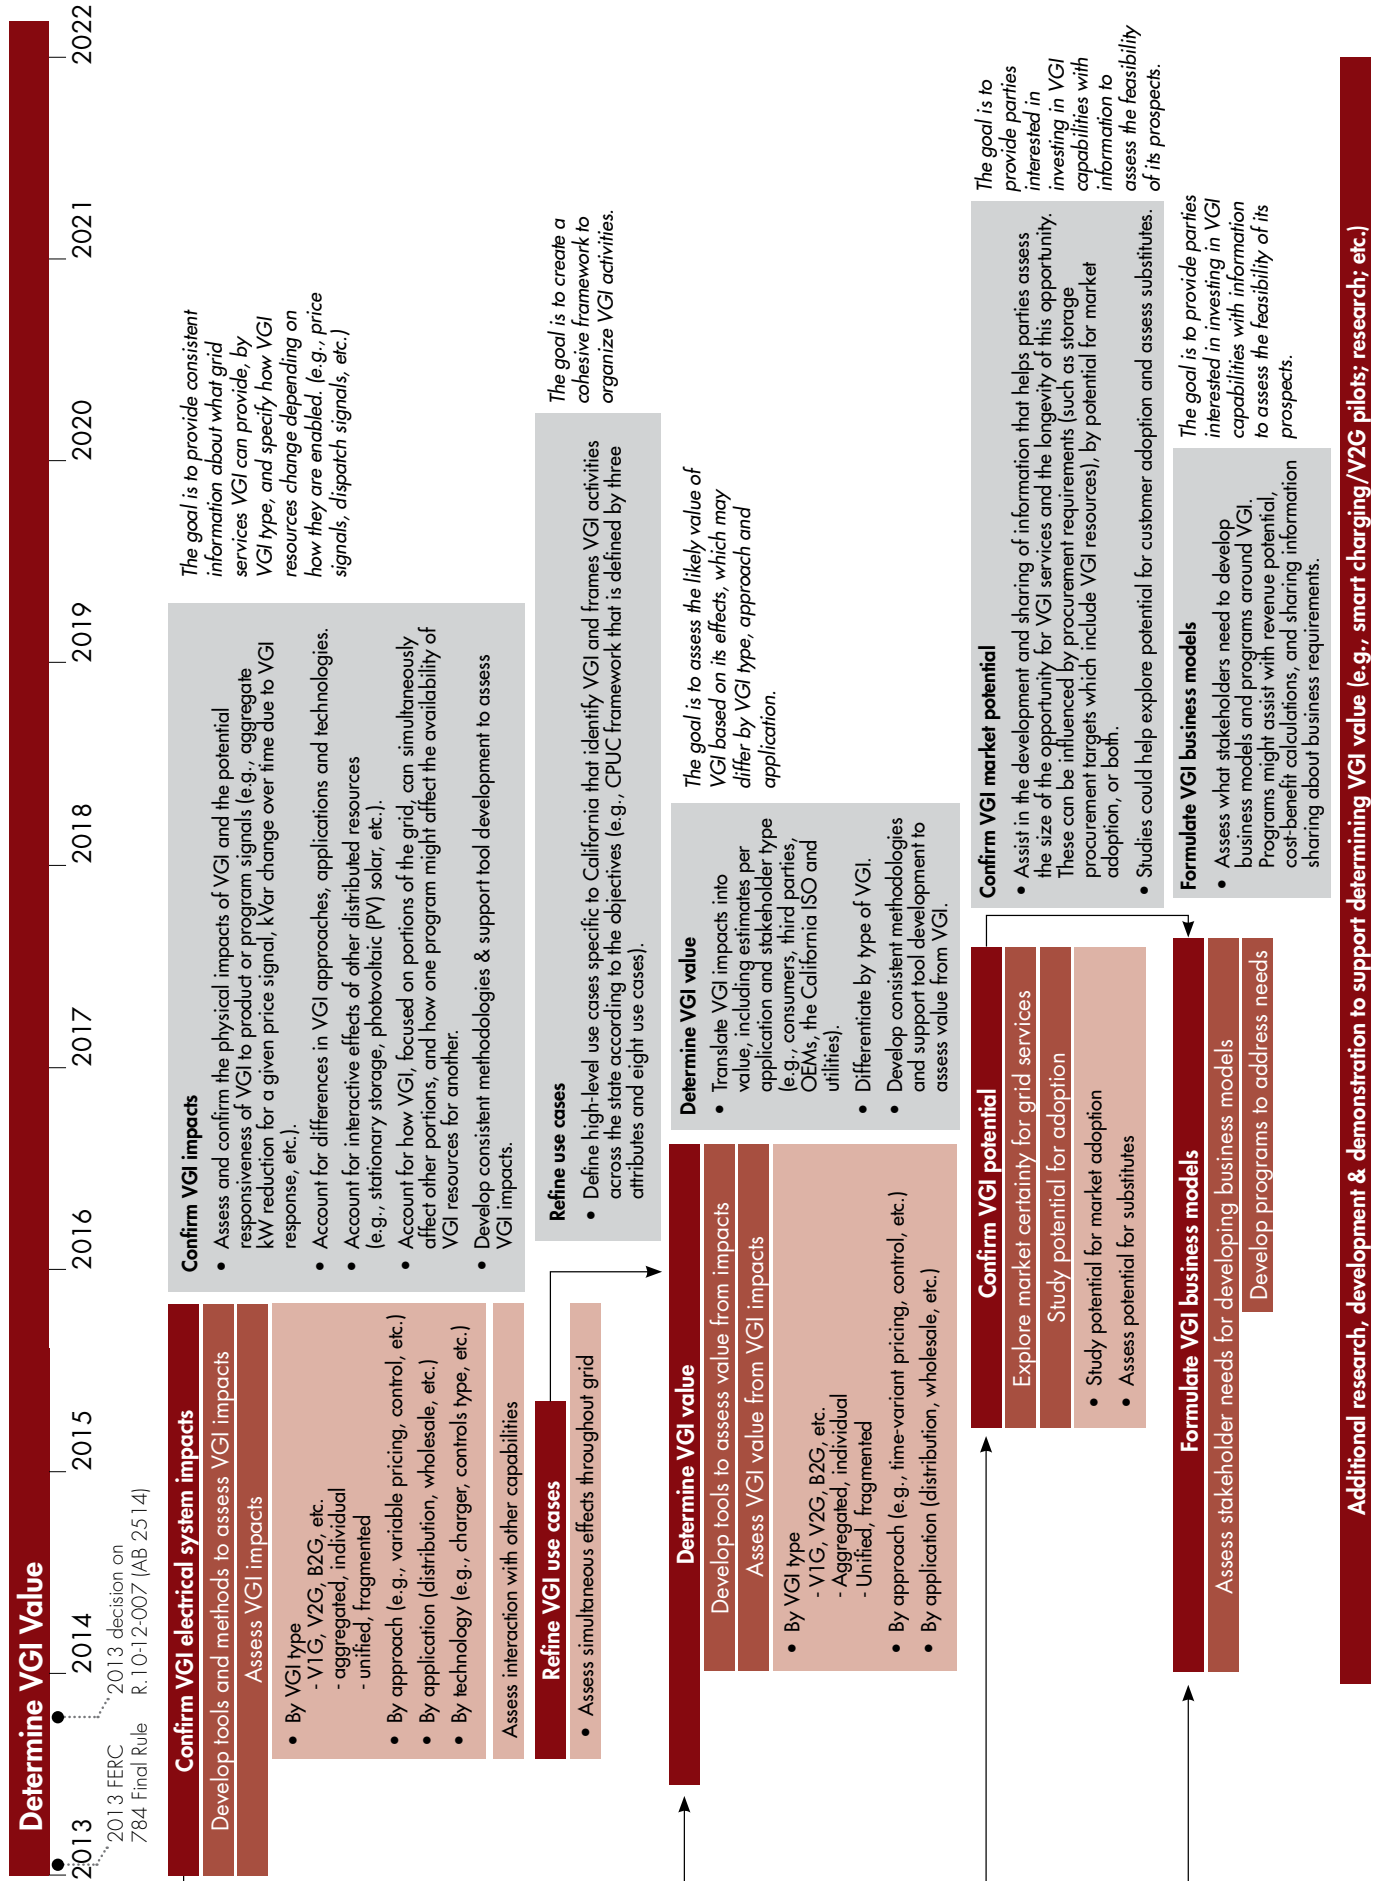 Determine VGI Value
2013
2014
2015
2016
2017
2018
2019
2020
2021
2022
2013 FERC
784 Final Rule
2013 decision on
R.10-12-007 (AB 2514)
Confirm VGI electrical system impacts
Develop tools and methods to assess VGI impacts
Assess VGI impacts
• By VGI type
- V1G, V2G, B2G, etc.
- aggregated, individual
- unified, fragmented
• By approach (e.g., variable pricing, control, etc.)
• By application (distribution, wholesale, etc.)
• By technology (e.g., charger, controls type, etc.)
Assess interaction with other capabilities
Confirm VGI impacts
• Assess and confirm the physical impacts of VGI and the potential
responsiveness of VGI to product or program signals (e.g., aggregate
kW reduction for a given price signal, kVar change over time due to VGI
response, etc.).
• Account for differences in VGI approaches, applications and technologies.
• Account for interactive effects of other distributed resources
(e.g., stationary storage, photovoltaic (PV) solar, etc.).
• Account for how VGI, focused on portions of the grid, can simultaneously
affect other portions, and how one program might affect the availability of
VGI resources for another.
• Develop consistent methodologies & support tool development to assess
VGI impacts.
The goal is to provide consistent
information about what grid
services VGI can provide, by
VGI type, and specify how VGI
resources change depending on
how they are enabled. (e.g., price
signals, dispatch signals, etc.)
Refine VGI use cases
• Assess simultaneous effects throughout grid
Refine use cases
• Define high-level use cases specific to California that identify VGI and frames VGI activities
across the state according to the objectives (e.g., CPUC framework that is defined by three
attributes and eight use cases).
The goal is to create a
cohesive framework to
organize VGI activities.
Determine VGI value
Develop tools to assess value from impacts
Assess VGI value from VGI impacts
• By VGI type
- V1G, V2G, B2G, etc.
- Aggregated, individual
- Unified, fragmented
• By approach (e.g., time-variant pricing, control, etc.)
• By application (distribution, wholesale, etc.)
Determine VGI value
• Translate VGI impacts into
value, including estimates per
application and stakeholder type
(e.g., consumers, third parties,
OEMs, the California ISO and
utilities).
• Differentiate by type of VGI.
• Develop consistent methodologies
and support tool development to
assess value from VGI.
The goal is to assess the likely value of
VGI based on its effects, which may
differ by VGI type, approach and
application.
Confirm VGI potential
Explore market certainty for grid services
Study potential for adoption
• Study potential for market adoption
• Assess potential for substitutes
Confirm VGI market potential
• Assist in the development and sharing of information that helps parties assess
the size of the opportunity for VGI services and the longevity of this opportunity.
These can be influenced by procurement requirements (such as storage
procurement targets which include VGI resources), by potential for market
adoption, or both.
• Studies could help explore potential for customer adoption and assess substitutes.
The goal is to
provide parties
interested in
investing in VGI
capabilities with
information to
assess the feasibility
of its prospects.
Formulate VGI business models
Assess stakeholder needs for developing business models
Develop programs to address needs
Formulate VGI business models
• Assess what stakeholders need to develop
business models and programs around VGI.
Programs might assist with revenue potential,
cost-benefit calculations, and sharing information
sharing about business requirements.
The goal is to provide parties
interested in investing in VGI
capabilities with information
to assess the feasibility of its
prospects.
Additional research, development & demonstration to support determining VGI value (e.g., smart charging/V2G pilots; research; etc.)